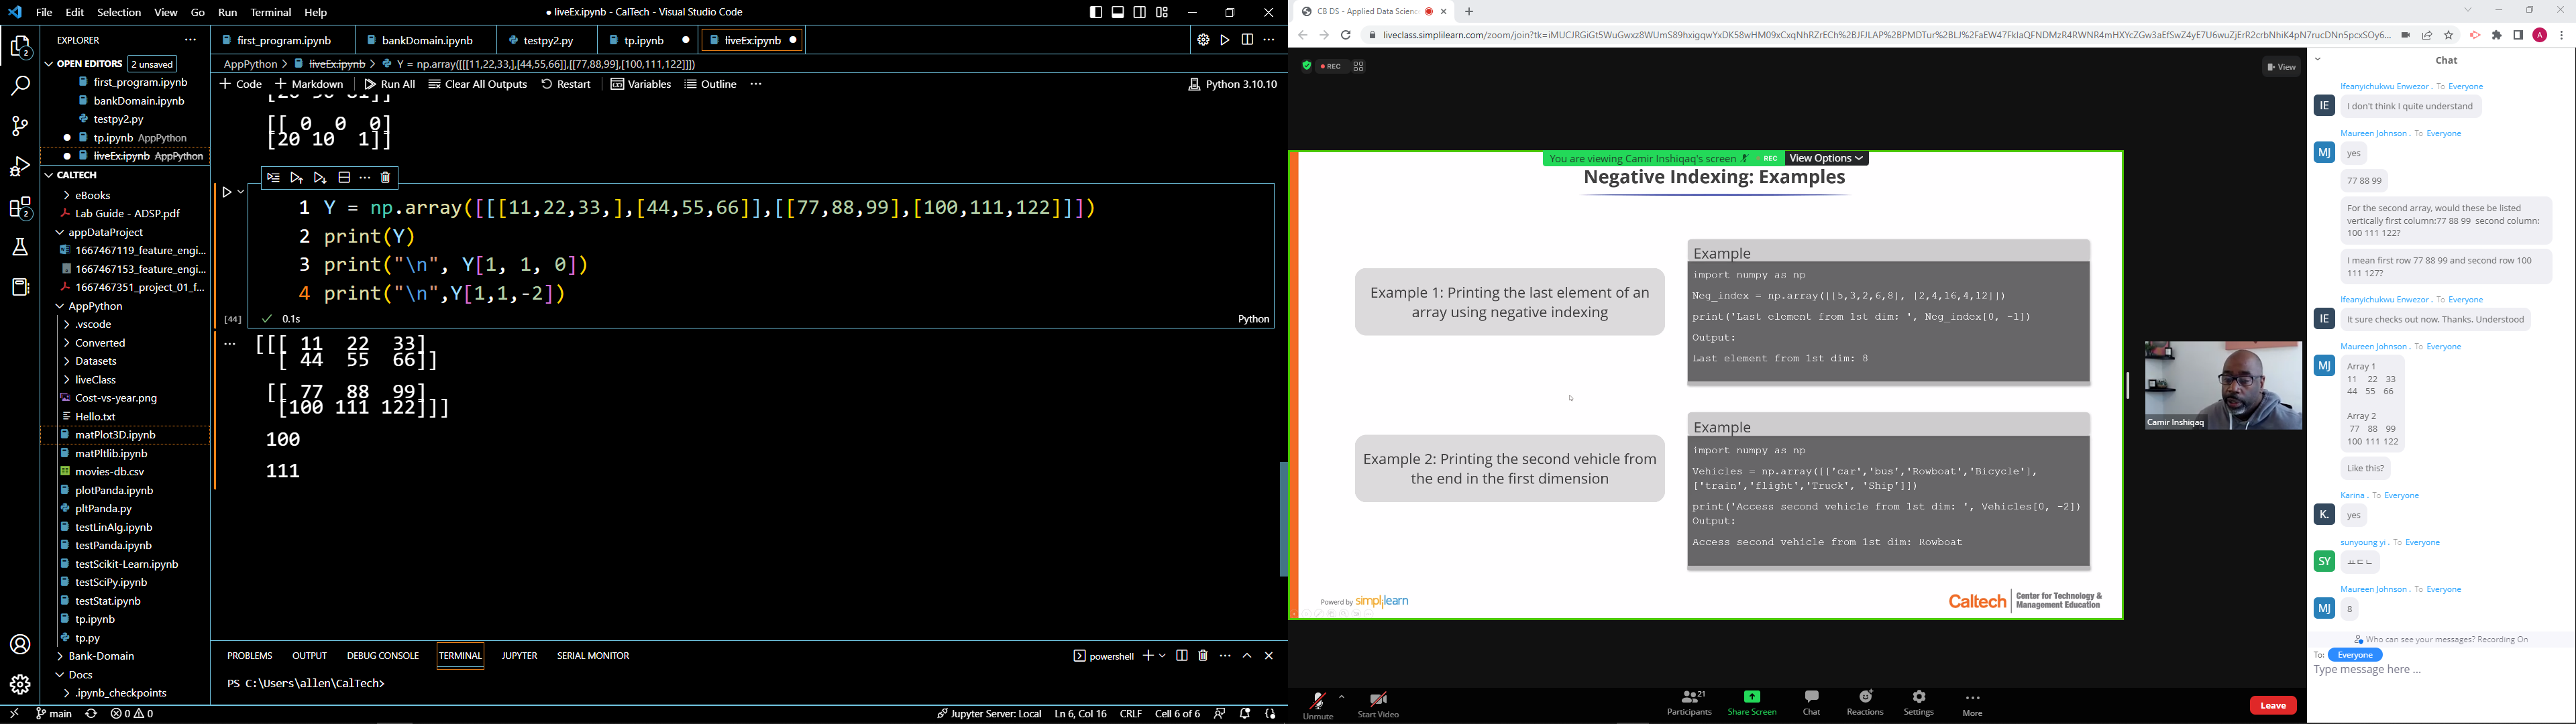 File Edit Selection View Go Run Terminal Help
● liveEx.ipynb - CalTech - Visual Studio Code
EXPLORER
OPEN EDITORS 2 unsaved
first_program.ipynb
bankDomain.ipynb
testpy2.py
tp.ipynb AppPython
liveEx.ipynb AppPython
CALTECH
eBooks
Lab Guide - ADSP.pdf
appDataProject
1667467119_feature_engi...
1667467153_feature_engi...
1667467351_project_01_f...
AppPython
.vscode
Converted
Datasets
liveClass
Cost-vs-year.png
Hello.txt
matPlot3D.ipynb
matPltlib.ipynb
movies-db.csv
plotPanda.ipynb
pltPanda.py
testLinAlg.ipynb
testPanda.ipynb
testScikit-Learn.ipynb
testSciPy.ipynb
testStat.ipynb
tp.ipynb
tp.py
Bank-Domain
Docs
.ipynb_checkpoints
first_program.ipynb bankDomain.ipynb testpy2.py tp.ipynb liveEx.ipynb
AppPython > liveEx.ipynb > Y = np.array([[[11,22,33,],[44,55,66]],[[77,88,99],[100,111,122]]])
+ Code + Markdown Run All Clear All Outputs Restart Variables Outline ... Python 3.10.10
[[ 0 0 0]
[20 10 1]]
1 Y = np.array([[[11,22,33,],[44,55,66]],[[77,88,99],[100,111,122]]])
2 print(Y)
3 print("\n", Y[1, 1, 0])
4 print("\n",Y[1,1,-2])
[44] 0.1s Python
[[[ 11 22 33]
[ 44 55 66]]
[[ 77 88 99]
[100 111 122]]]
100
111
PROBLEMS OUTPUT DEBUG CONSOLE TERMINAL JUPYTER SERIAL MONITOR
powershell
PS C:\Users\allen\CalTech>
main 0 0 Jupyter Server: Local Ln 6, Col 16 CRLF Cell 6 of 6
CB DS - Applied Data Scienc
REC
View
You are viewing Camir Inshiqaq's screen REC View Options
Negative Indexing: Examples
Example 1: Printing the last element of an
array using negative indexing
Example
import numpy as np
Neg_index = np.array([[5,3,2,6,8], [2,4,16,4,12]])
print('Last element from 1st dim: ', Neg_index[0, -1])
Output:
Last element from 1st dim: 8
Example 2: Printing the second vehicle from
the end in the first dimension
Example
import numpy as np
Vehicles = np.array([['car','bus','Rowboat','Bicycle'],
['train','flight','Truck', 'Ship']])
print('Access second vehicle from 1st dim: ', Vehicles[0, -2])
Output:
Access second vehicle from 1st dim: Rowboat
Powerd by simplilearn
Caltech Center for Technology &
Management Education
Camir Inshiqaq
Unmute Start Video Participants 21 Share Screen Chat Reactions Settings More Leave
Chat
Ifeanyichukwu Enwezor . To Everyone
IE I don't think I quite understand
Maureen Johnson . To Everyone
MJ yes
77 88 99
For the second array, would these be listed
vertically first column:77 88 99 second column:
100 111 122?
I mean first row 77 88 99 and second row 100
111 127?
Ifeanyichukwu Enwezor . To Everyone
IE It sure checks out now. Thanks. Understood
Maureen Johnson . To Everyone
MJ Array 1
11 22 33
44 55 66
Array 2
77 88 99
100 111 122
Like this?
Karina . To Everyone
K. yes
sunyoung yi . To Everyone
SY ㅛㄷㄴ
Maureen Johnson . To Everyone
MJ 8
Who can see your messages? Recording On
To: Everyone
Type message here ...